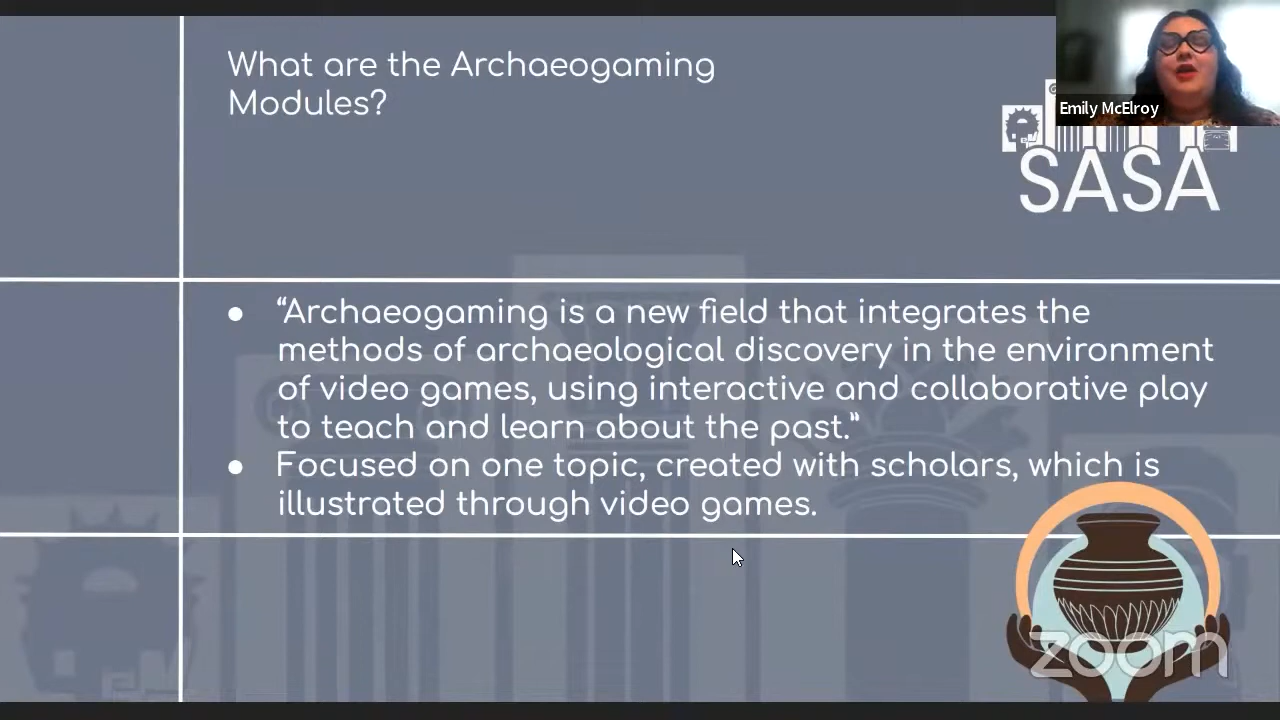 What are the Archaeogaming
Modules?
Emily McElroy
SASA
● “Archaeogaming is a new field that integrates the
methods of archaeological discovery in the environment
of video games, using interactive and collaborative play
to teach and learn about the past.”
● Focused on one topic, created with scholars, which is
illustrated through video games.
zoom